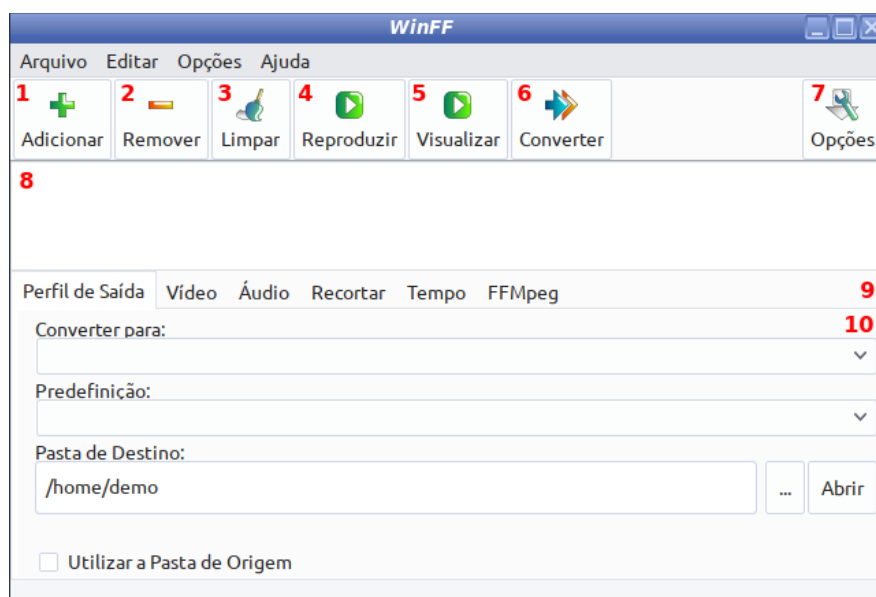 WinFF
Arquivo Editar Opções Ajuda
1 2 3 4 5 6 7
Adicionar Remover Limpar Reproduzir Visualizar Converter Opções
8
Perfil de Saída Vídeo Áudio Recortar Tempo FFMpeg 9
Converter para: 10
Predefinição:
Pasta de Destino:
/home/demo ... Abrir
Utilizar a Pasta de Origem